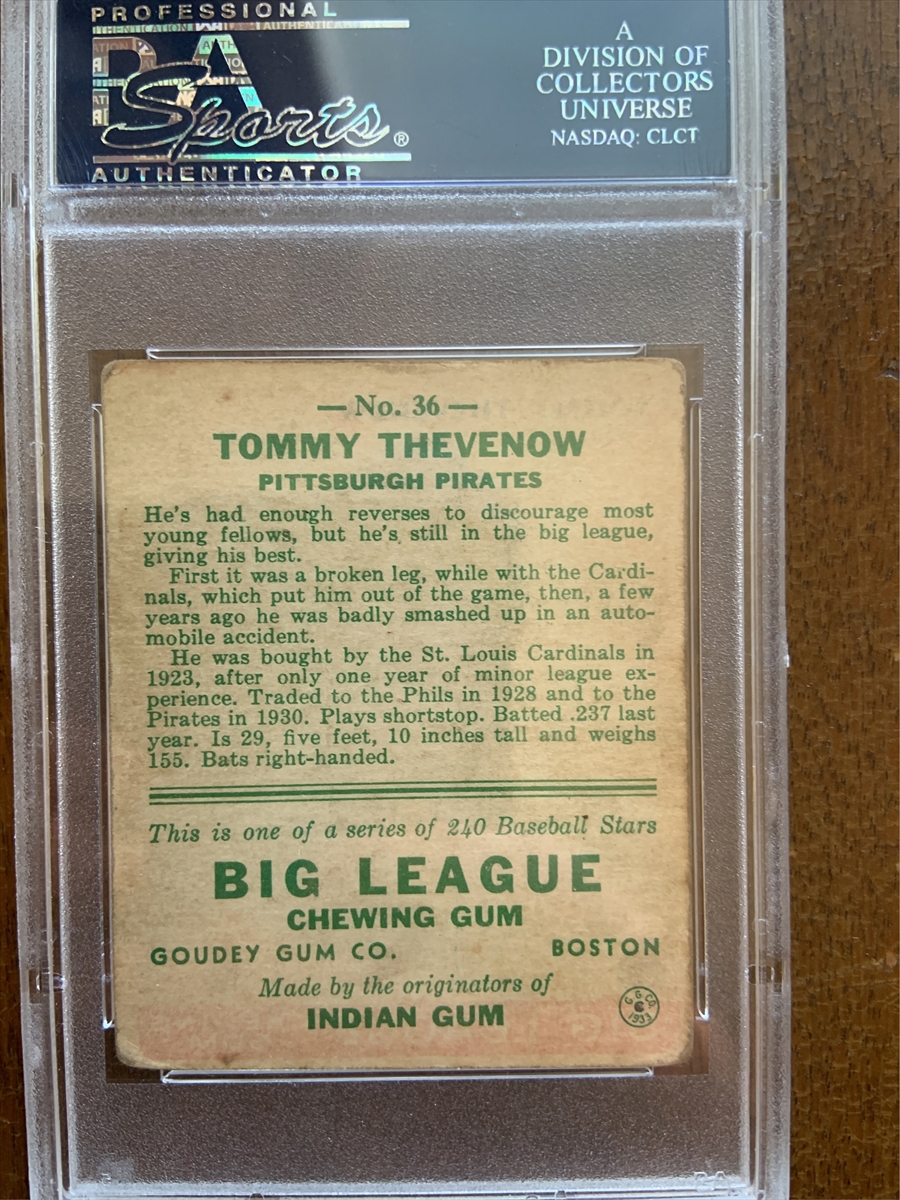 PROFESSIONAL
PSA
Sports®
AUTHENTICATOR
A
DIVISION OF
COLLECTORS
UNIVERSE
NASDAQ: CLCT
— No. 36 —
TOMMY THEVENOW
PITTSBURGH PIRATES
He's had enough reverses to discourage most
young fellows, but he's still in the big league,
giving his best.
First it was a broken leg, while with the Cardi-
nals, which put him out of the game, then, a few
years ago he was badly smashed up in an auto-
mobile accident.
He was bought by the St. Louis Cardinals in
1923, after only one year of minor league ex-
perience. Traded to the Phils in 1928 and to the
Pirates in 1930. Plays shortstop. Batted .237 last
year. Is 29, five feet, 10 inches tall and weighs
155. Bats right-handed.
This is one of a series of 240 Baseball Stars
BIG LEAGUE
CHEWING GUM
GOUDEY GUM CO. BOSTON
Made by the originators of
INDIAN GUM
G. G. CO.
C
1933